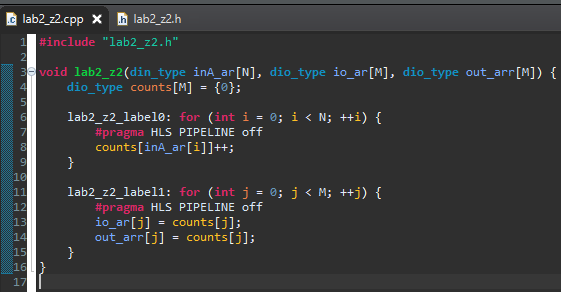 lab2_z2.cpp lab2_z2.h
1 #include "lab2_z2.h"
2
3 void lab2_z2(din_type inA_ar[N], dio_type io_ar[M], dio_type out_arr[M]) {
4     dio_type counts[M] = {0};
5
6     lab2_z2_label0: for (int i = 0; i < N; ++i) {
7         #pragma HLS PIPELINE off
8         counts[inA_ar[i]]++;
9     }
10
11     lab2_z2_label1: for (int j = 0; j < M; ++j) {
12         #pragma HLS PIPELINE off
13         io_ar[j] = counts[j];
14         out_arr[j] = counts[j];
15     }
16 }
17